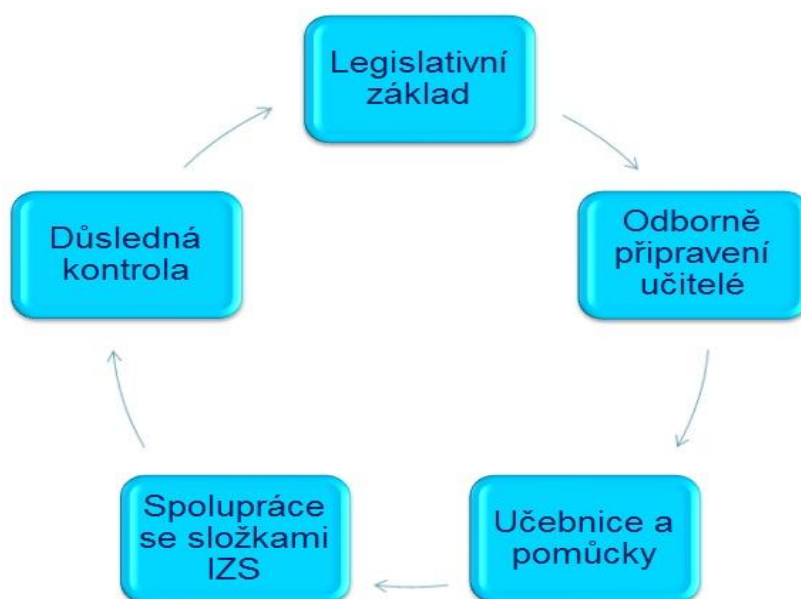 Legislativní
základ
Odborně
připravení
učitelé
Učebnice a
pomůcky
Spolupráce
se složkami
IZS
Důsledná
kontrola